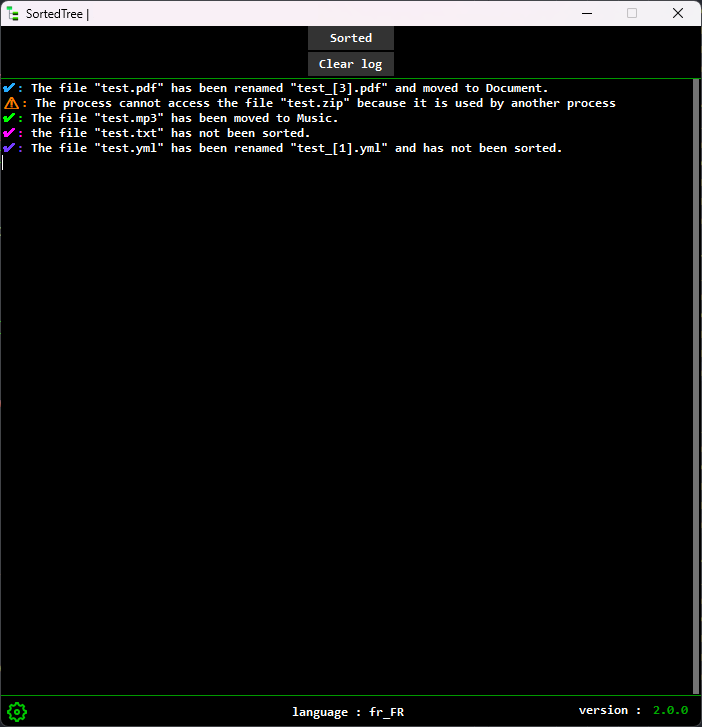 SortedTree |
Sorted
Clear log
✔: The file "test.pdf" has been renamed "test_[3].pdf" and moved to Document.
⚠: The process cannot access the file "test.zip" because it is used by another process
✔: The file "test.mp3" has been moved to Music.
✔: the file "test.txt" has not been sorted.
✔: The file "test.yml" has been renamed "test_[1].yml" and has not been sorted.
language : fr_FR
version : 2.0.0